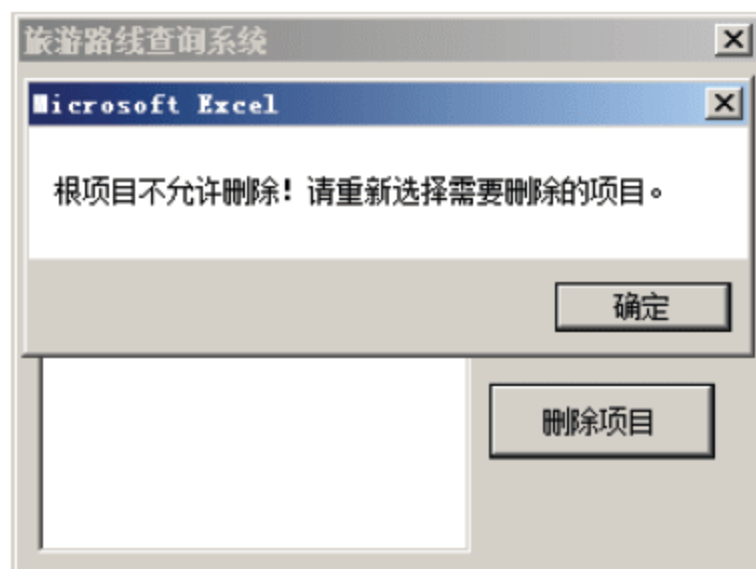 旅游路线查询系统
Microsoft Excel
根项目不允许删除！请重新选择需要删除的项目。
确定
删除项目